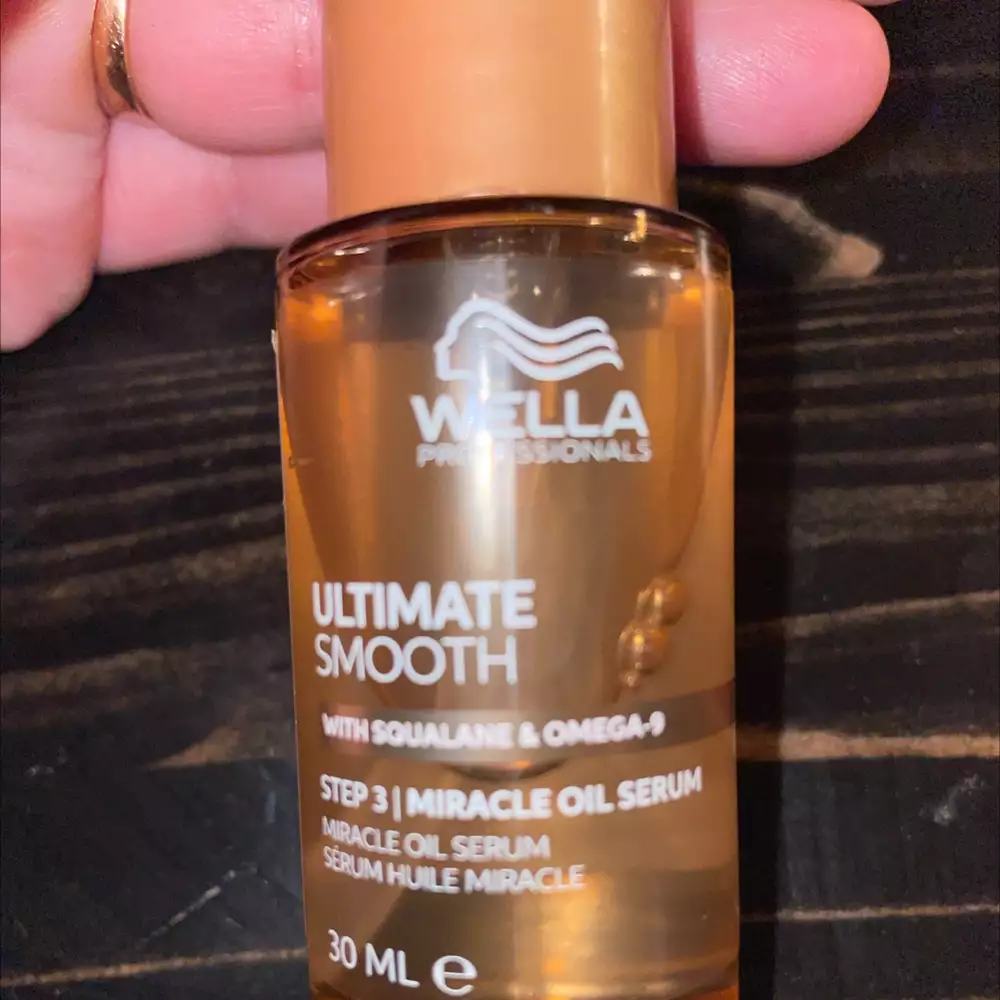 WELLA
PROFESSIONALS
ULTIMATE
SMOOTH
WITH SQUALANE & OMEGA-9
STEP 3 | MIRACLE OIL SERUM
MIRACLE OIL SERUM
SÉRUM HUILE MIRACLE
30 ML e